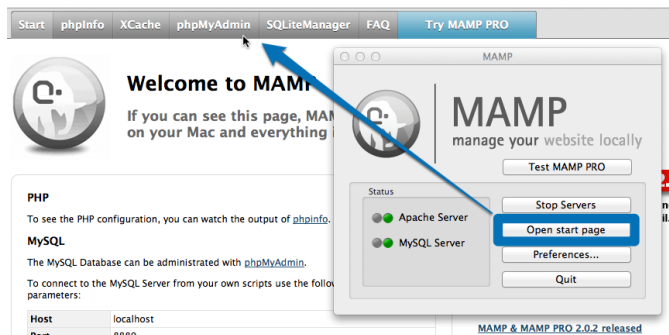 Start phpInfo XCache phpMyAdmin SQLiteManager FAQ Try MAMP PRO
Welcome to MAMP
If you can see this page, MAM
on your Mac and everything i
PHP
To see the PHP configuration, you can watch the output of phpinfo.
MySQL
The MySQL Database can be administrated with phpMyAdmin.
To connect to the MySQL Server from your own scripts use the follow
parameters:
Host localhost
MAMP
MAMP
manage your website locally
Test MAMP PRO
Status
Apache Server
MySQL Server
Stop Servers
Open start page
Preferences...
Quit
MAMP & MAMP PRO 2.0.2 released